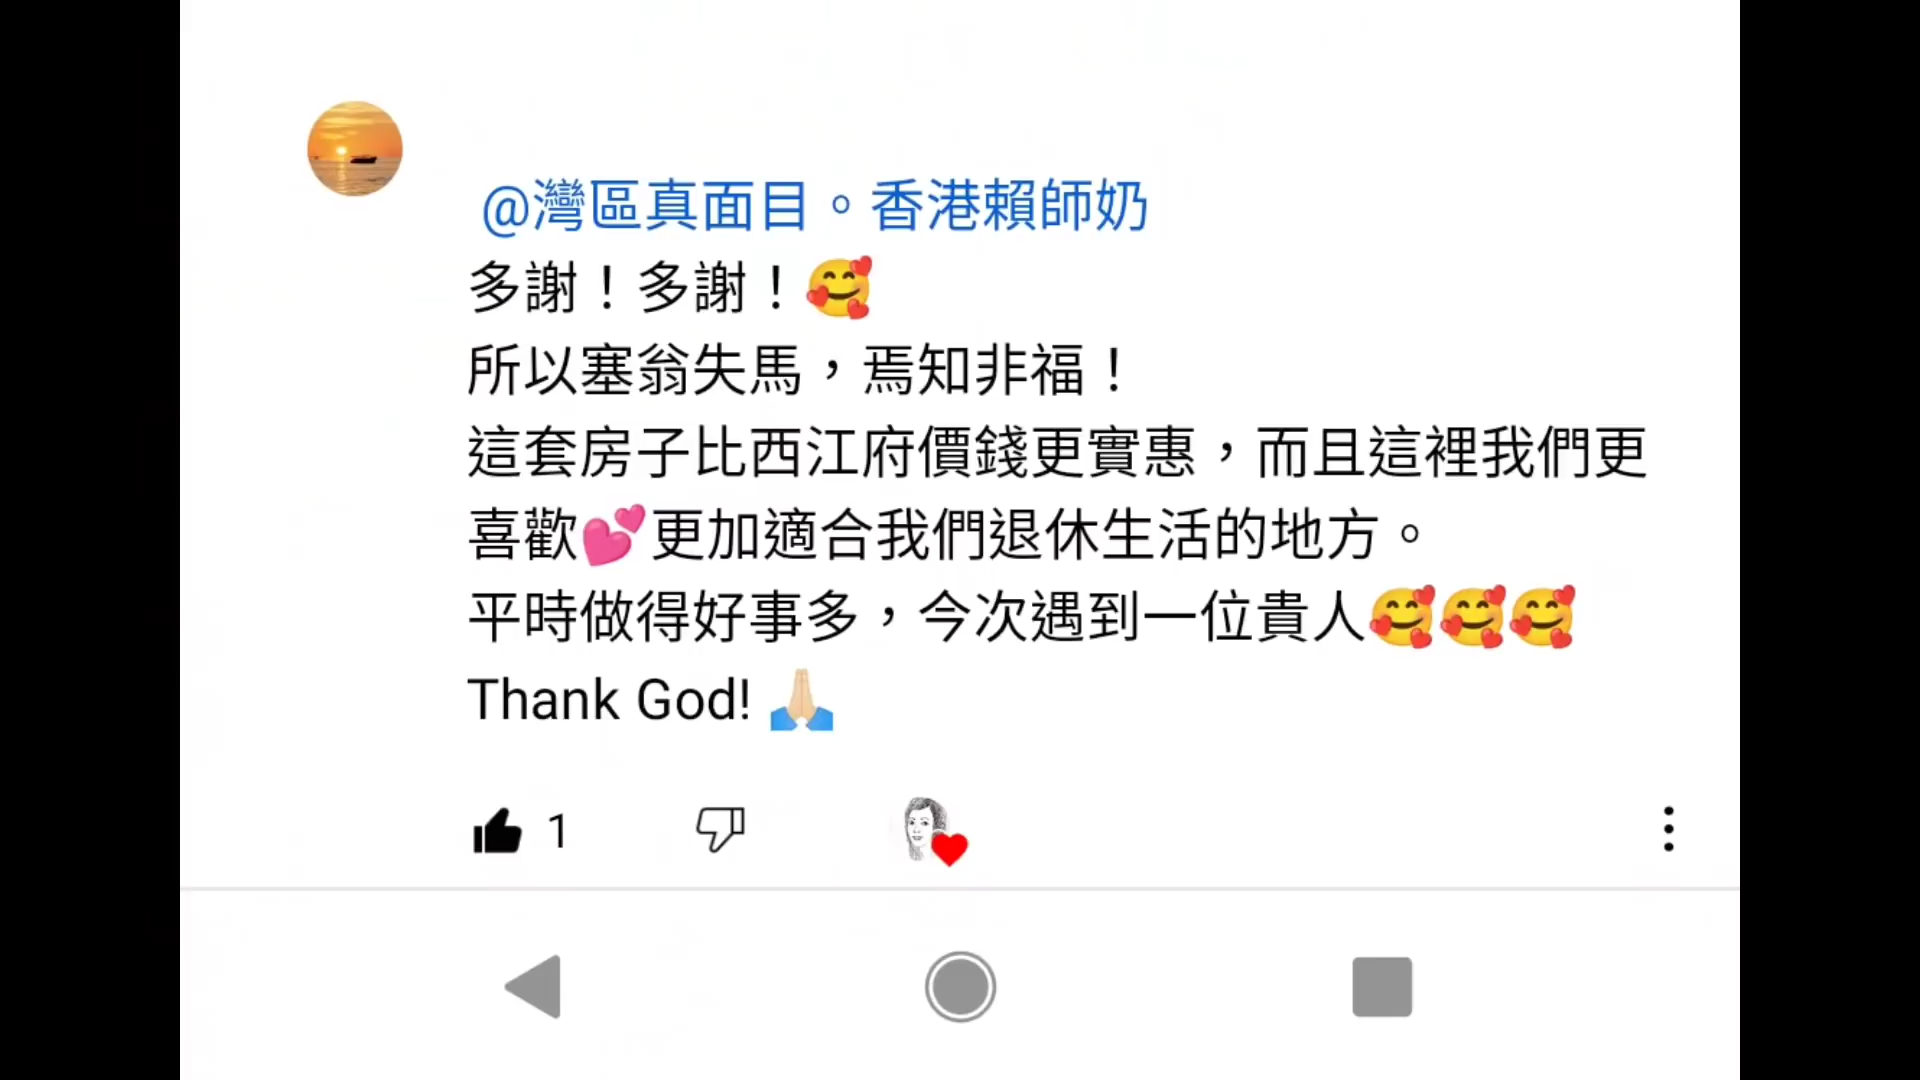 @灣區真面目。香港賴師奶
多謝！多謝！🥰
所以塞翁失馬，焉知非福！
這套房子比西江府價錢更實惠，而且這裡我們更
喜歡💕更加適合我們退休生活的地方。
平時做得好事多，今次遇到一位貴人🥰🥰🥰
Thank God! 🙏🏻
1